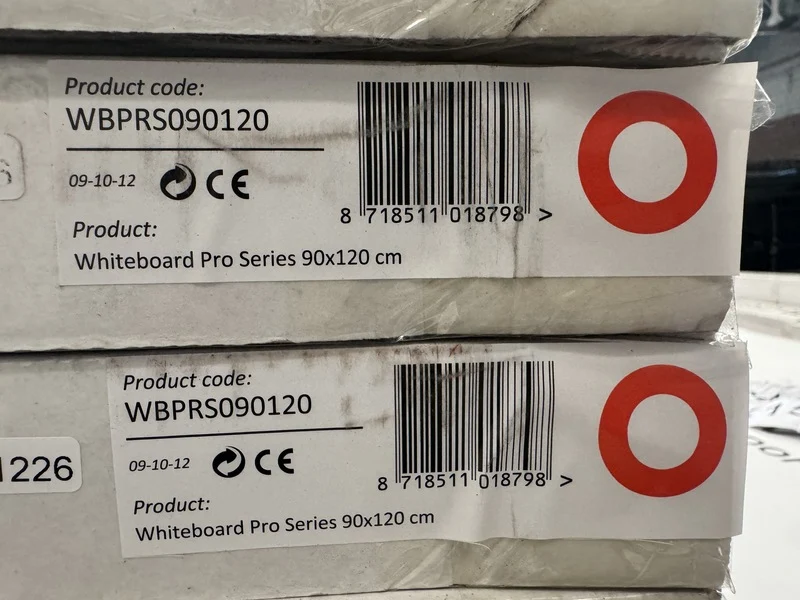 Product code:
WBPRS090120
09-10-12 CE
Product:
Whiteboard Pro Series 90x120 cm
8 718511 018798 >
Product code:
WBPRS090120
09-10-12 CE
Product:
Whiteboard Pro Series 90x120 cm
8 718511 018798 >
1226